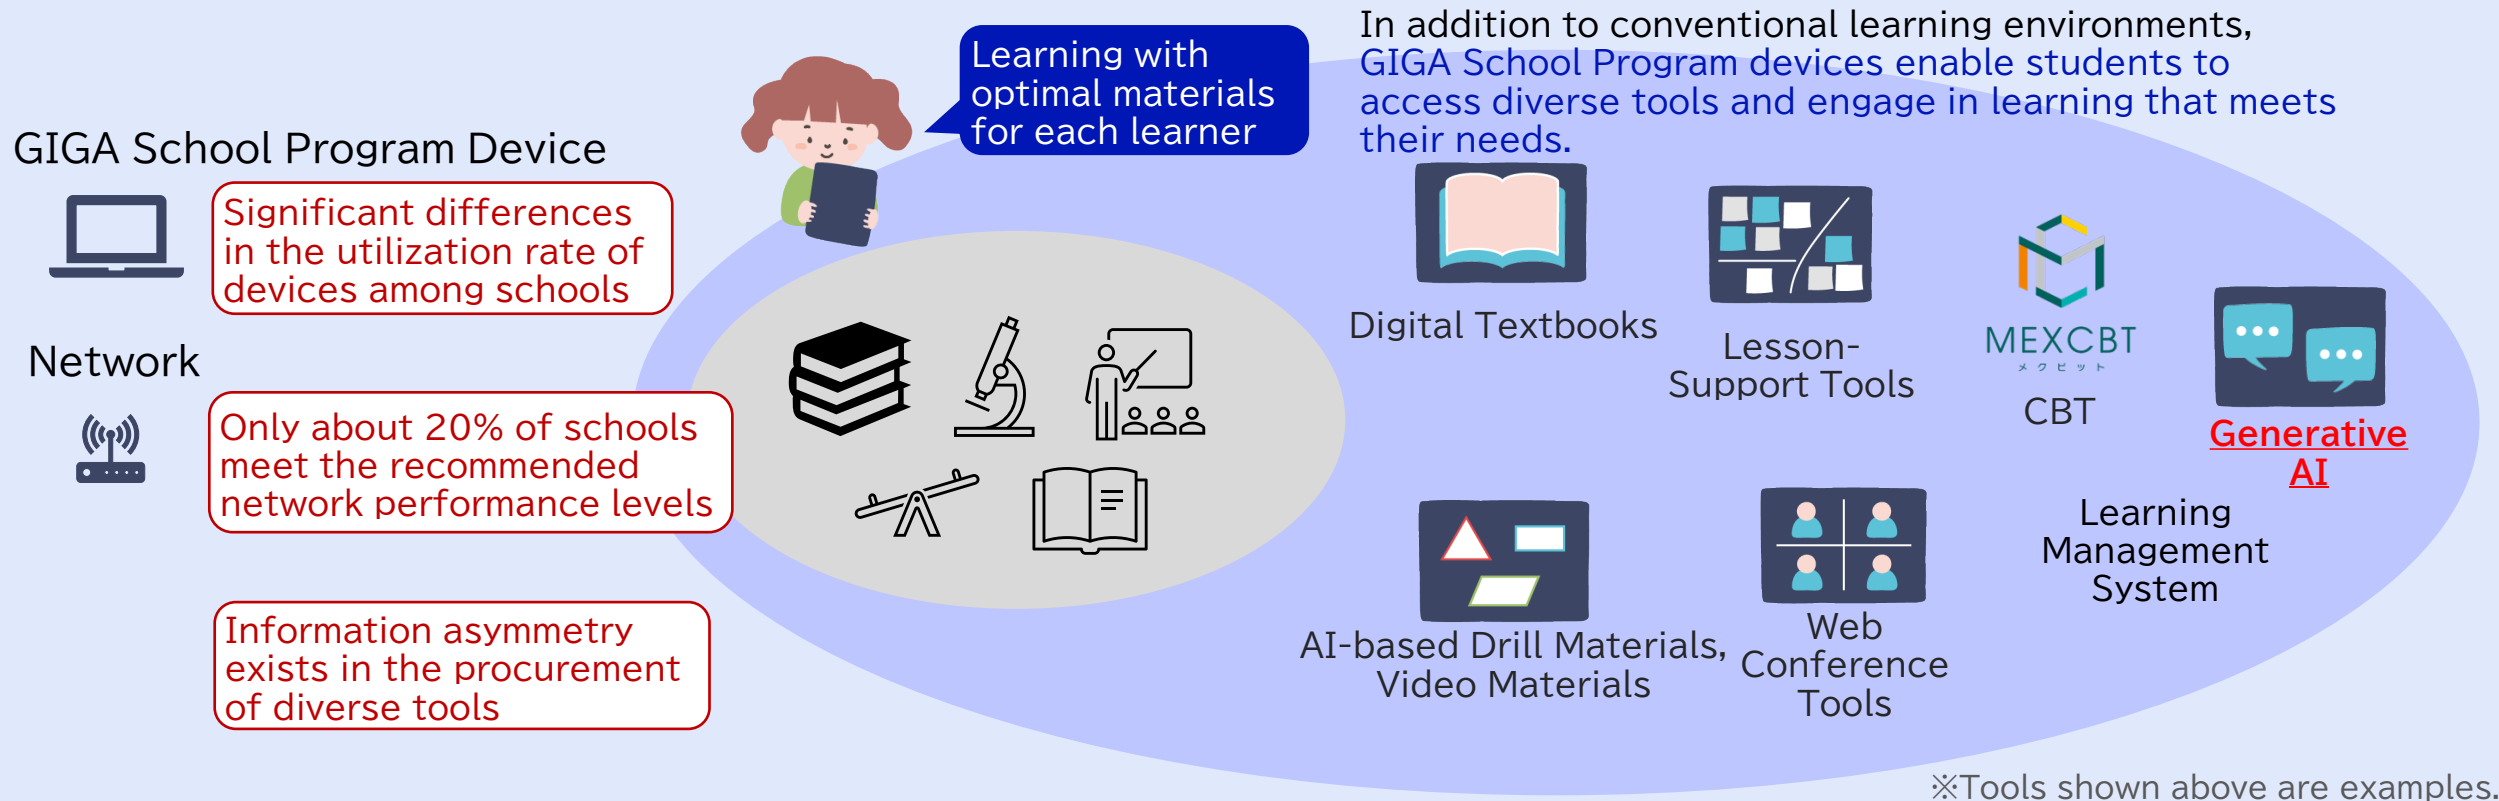 GIGA School Program Device
Significant differences
in the utilization rate of
devices among schools
Network
Only about 20% of schools
meet the recommended
network performance levels
Information asymmetry
exists in the procurement
of diverse tools
Learning with
optimal materials
for each learner
In addition to conventional learning environments,
GIGA School Program devices enable students to
access diverse tools and engage in learning that meets
their needs.
Digital Textbooks
Lesson-
Support Tools
MEXCBT
メクビット
CBT
Generative
AI
AI-based Drill Materials,
Video Materials
Web
Conference
Tools
Learning
Management
System
※Tools shown above are examples.